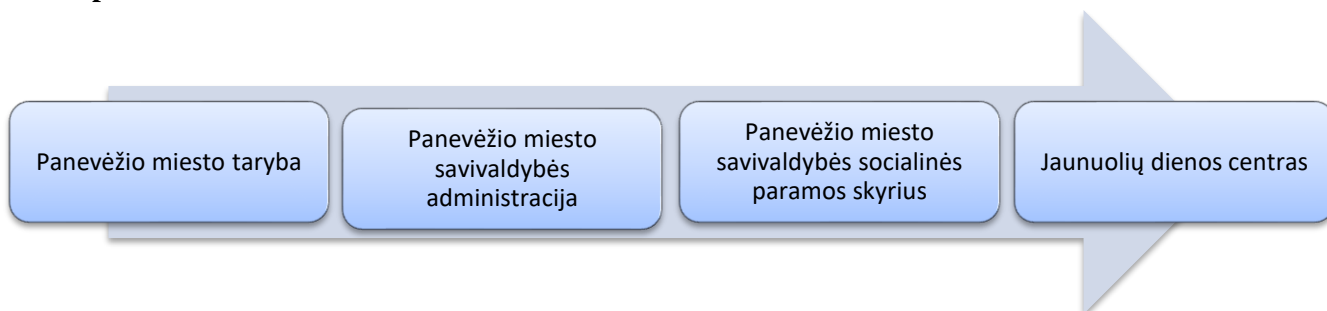 Panevėžio miesto taryba
Panevėžio miesto
savivaldybės
administracija
Panevėžio miesto
savivaldybės socialinės
paramos skyrius
Jaunuolių dienos centras